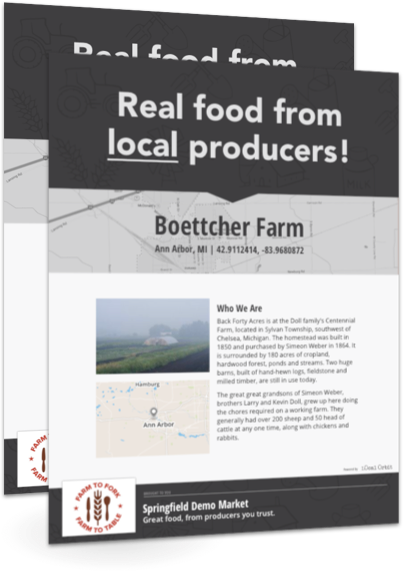 Real food from
Real food from
local producers!
Boettcher Farm
Ann Arbor, MI | 42.9112414, -83.9680872
Who We Are
Back Forty Acres is at the Doll family's Centennial
Farm, located in Sylvan Township, southwest of
Chelsea, Michigan. The homestead was built in
1850 and purchased by Simeon Weber in 1864. It
is surrounded by 180 acres of cropland,
hardwood forest, ponds and streams. Two huge
barns, built of hand-hewn logs, fieldstone and
milled timber, are still in use today.
The great great grandsons of Simeon Weber,
brothers Larry and Kevin Doll, grew up here doing
the chores required on a working farm. They
generally had over 200 sheep and 50 head of
cattle at any one time, along with chickens and
rabbits.
Hamburg
Ann Arbor
FARM TO FORK
FARM TO TABLE
Springfield Demo Market
Great food, from producers you trust.